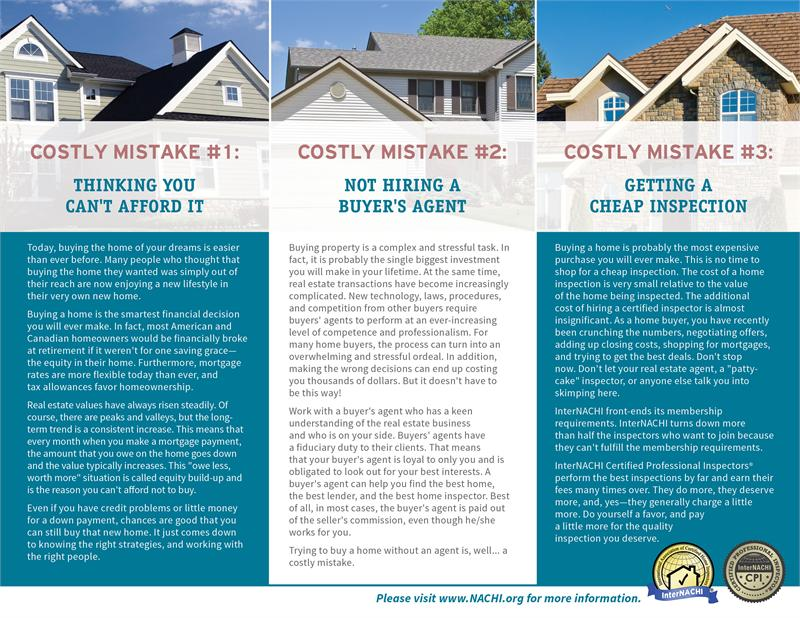 COSTLY MISTAKE #1:
THINKING YOU
CAN'T AFFORD IT
Today, buying the home of your dreams is easier
than ever before. Many people who thought that
buying the home they wanted was simply out of
their reach are now enjoying a new lifestyle in
their very own new home.
Buying a home is the smartest financial decision
you will ever make. In fact, most American and
Canadian homeowners would be financially broke
at retirement if it weren't for one saving grace—
the equity in their home. Furthermore, mortgage
rates are more flexible today than ever, and
tax allowances favor homeownership.
Real estate values have always risen steadily. Of
course, there are peaks and valleys, but the long-
term trend is a consistent increase. This means that
every month when you make a mortgage payment,
the amount that you owe on the home goes down
and the value typically increases. This "owe less,
worth more" situation is called equity build-up and
is the reason you can't afford not to buy.
Even if you have credit problems or little money
for a down payment, chances are good that you
can still buy that new home. It just comes down
to knowing the right strategies, and working with
the right people.
COSTLY MISTAKE #2:
NOT HIRING A
BUYER'S AGENT
Buying property is a complex and stressful task. In
fact, it is probably the single biggest investment
you will make in your lifetime. At the same time,
real estate transactions have become increasingly
complicated. New technology, laws, procedures,
and competition from other buyers require
buyers' agents to perform at an ever-increasing
level of competence and professionalism. For
many home buyers, the process can turn into an
overwhelming and stressful ordeal. In addition,
making the wrong decisions can end up costing
you thousands of dollars. But it doesn't have to
be this way!
Work with a buyer's agent who has a keen
understanding of the real estate business
and who is on your side. Buyers' agents have
a fiduciary duty to their clients. That means
that your buyer's agent is loyal to only you and is
obligated to look out for your best interests. A
buyer's agent can help you find the best home,
the best lender, and the best home inspector. Best
of all, in most cases, the buyer's agent is paid out
of the seller's commission, even though he/she
works for you.
Trying to buy a home without an agent is, well... a
costly mistake.
COSTLY MISTAKE #3:
GETTING A
CHEAP INSPECTION
Buying a home is probably the most expensive
purchase you will ever make. This is no time to
shop for a cheap inspection. The cost of a home
inspection is very small relative to the value
of the home being inspected. The additional
cost of hiring a certified inspector is almost
insignificant. As a home buyer, you have recently
been crunching the numbers, negotiating offers,
adding up closing costs, shopping for mortgages,
and trying to get the best deals. Don't stop
now. Don't let your real estate agent, a "patty-
cake" inspector, or anyone else talk you into
skimping here.
InterNACHI front-ends its membership
requirements. InterNACHI turns down more
than half the inspectors who want to join because
they can't fulfill the membership requirements.
InterNACHI Certified Professional Inspectors®
perform the best inspections by far and earn their
fees many times over. They do more, they deserve
more, and, yes—they generally charge a little
more. Do yourself a favor, and pay
a little more for the quality
inspection you deserve.
Please visit www.NACHI.org for more information.
InterNACHI
CERTIFIED PROFESSIONAL INSPECTOR
InterNACHI
CPI